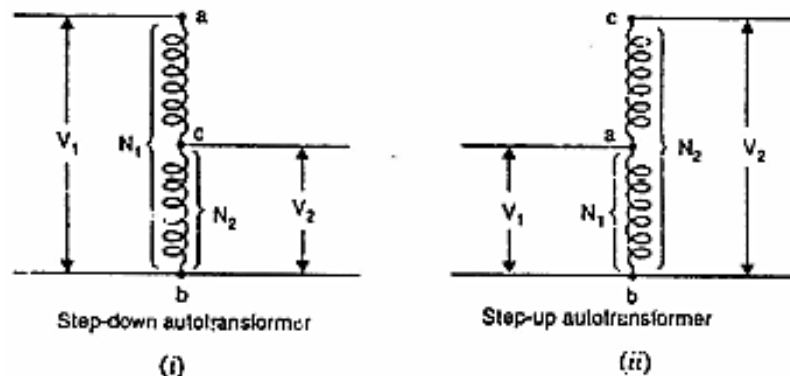 a
V₁
N₁
c
N₂
V₂
b
Step-down autotransformer
(i)
c
a
N₂
V₂
V₁
N₁
b
Step-up autotransformer
(ii)